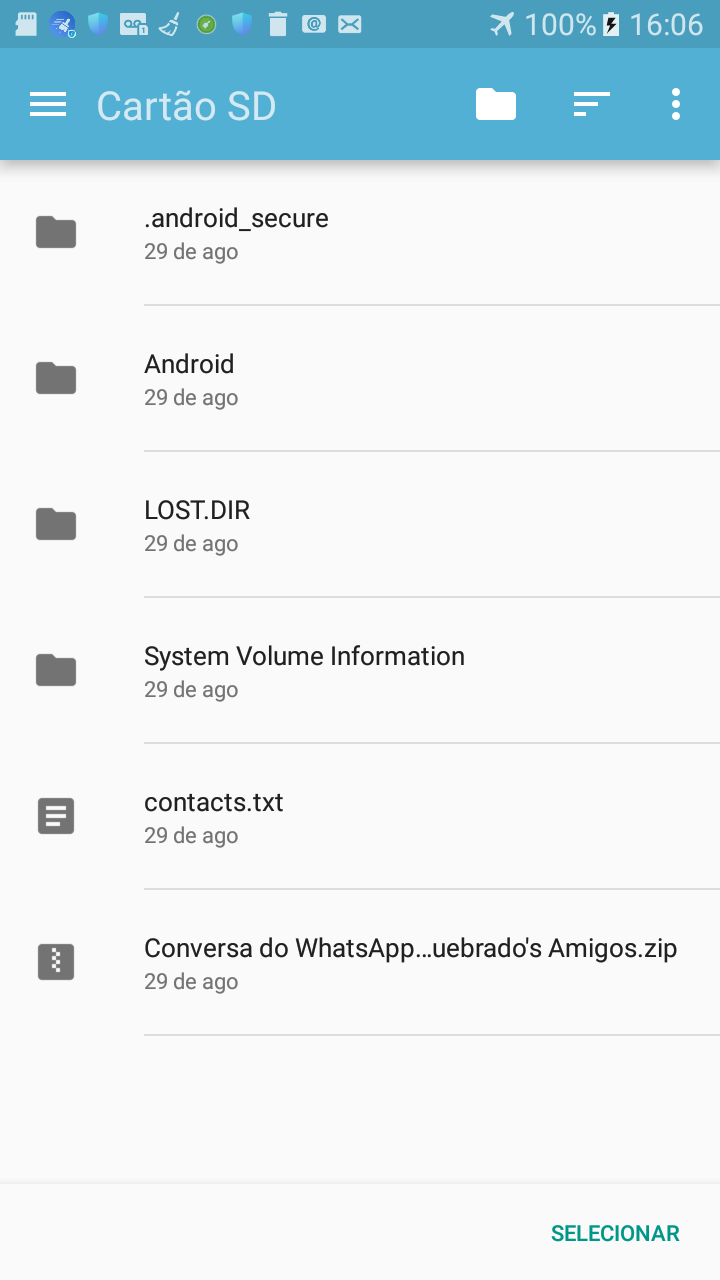 100% 16:06
Cartão SD
.android_secure
29 de ago
Android
29 de ago
LOST.DIR
29 de ago
System Volume Information
29 de ago
contacts.txt
29 de ago
Conversa do WhatsApp...uebrado's Amigos.zip
29 de ago
SELECIONAR